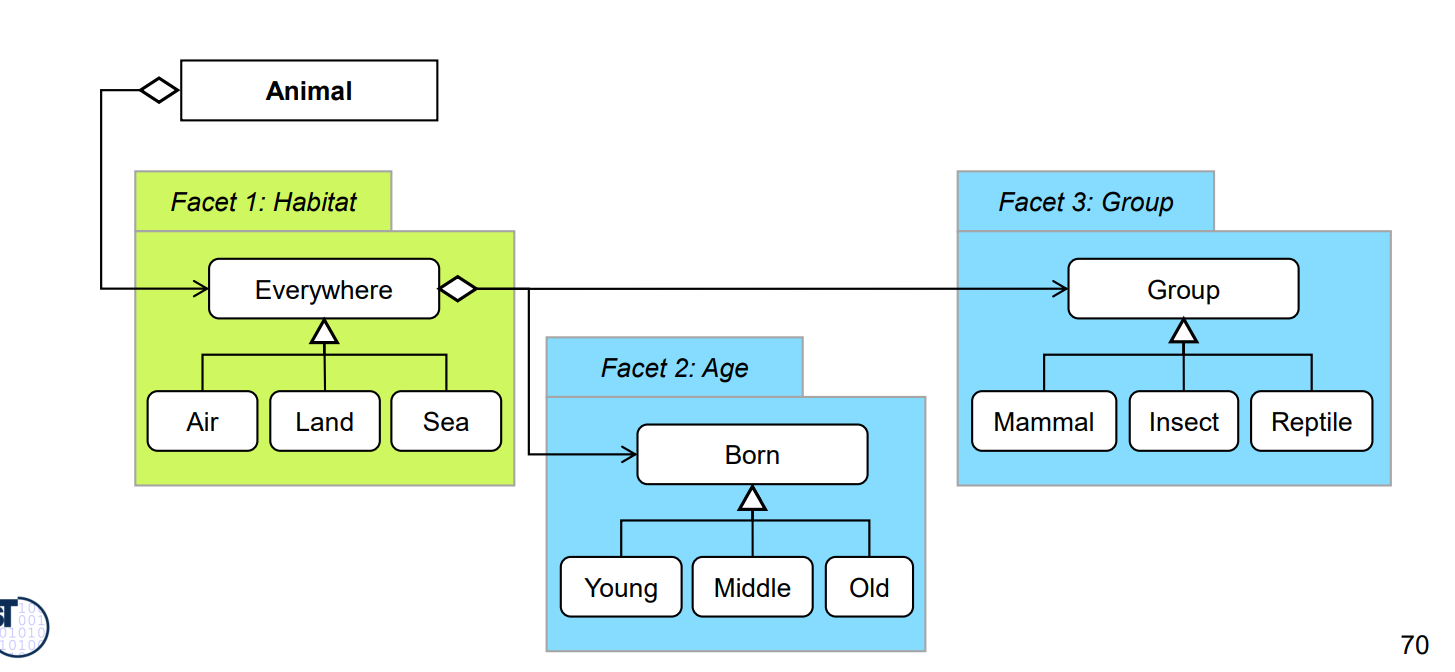 Animal
Facet 1: Habitat
Facet 3: Group
Everywhere
Group
Facet 2: Age
Air
Land
Sea
Mammal
Insect
Reptile
Born
Young
Middle
Old
ST
70